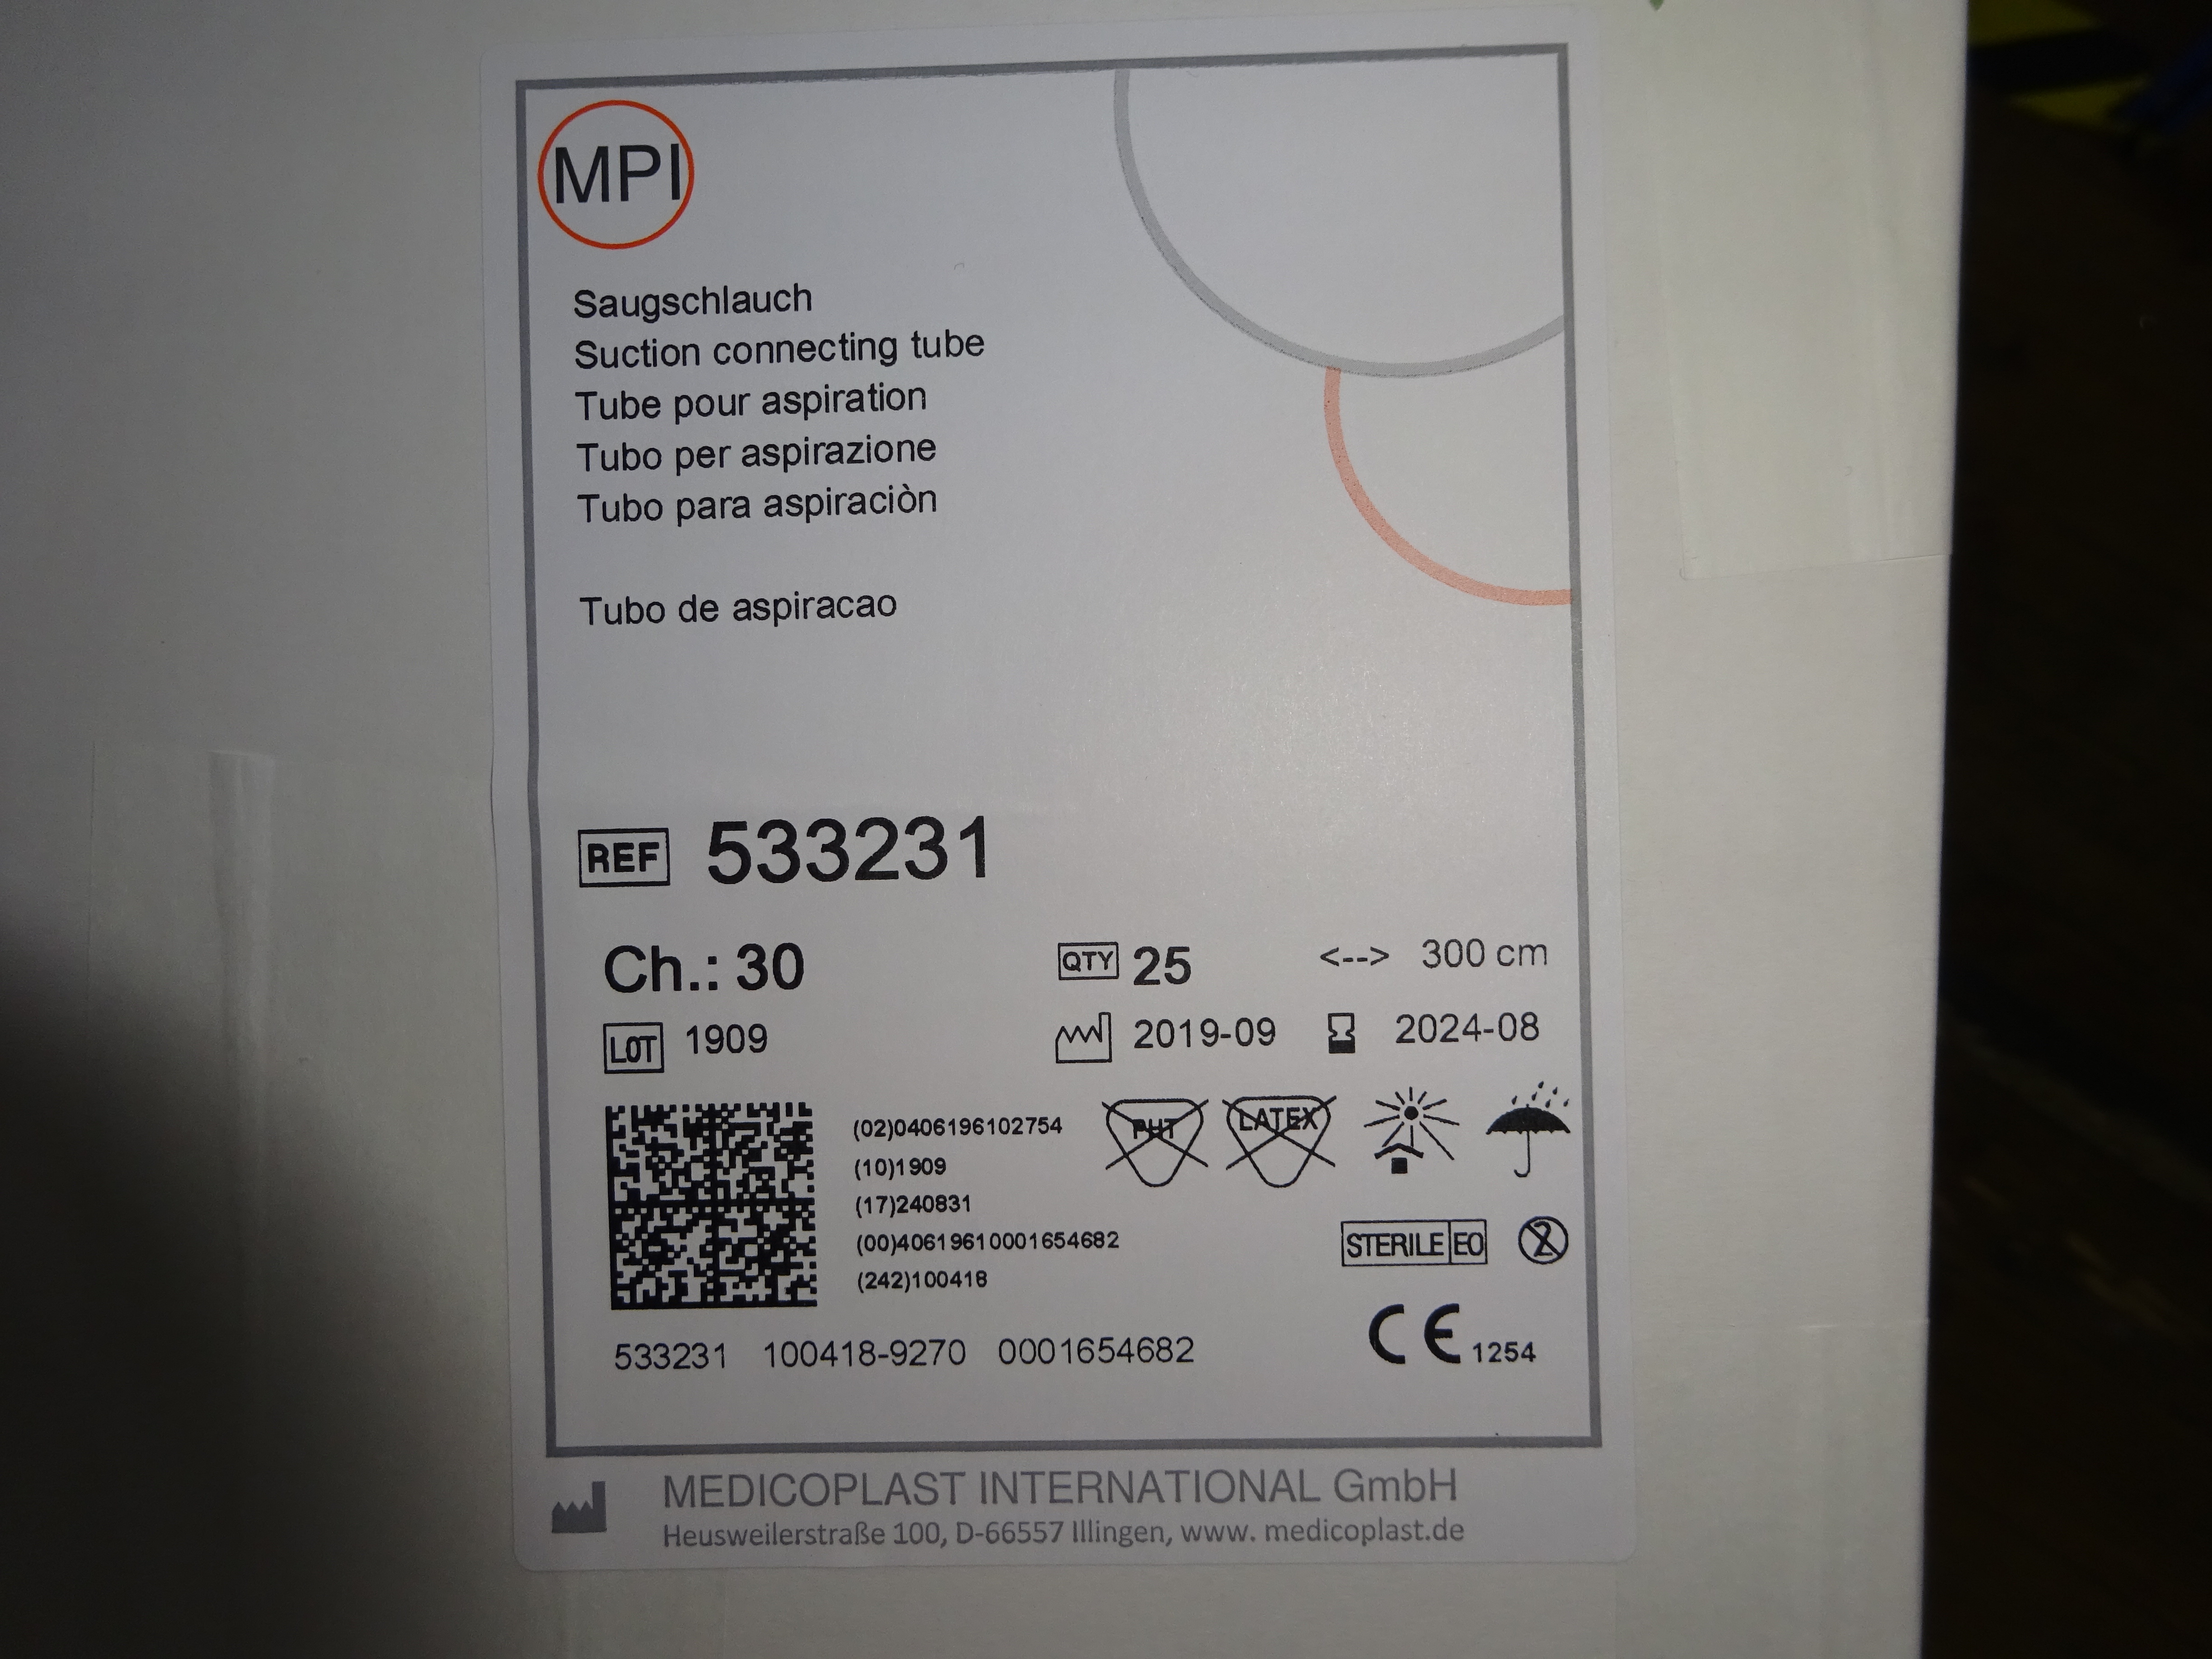 MPI
Saugschlauch
Suction connecting tube
Tube pour aspiration
Tubo per aspirazione
Tubo para aspiraciòn
Tubo de aspiracao
REF 533231
Ch.: 30 QTY 25 <--> 300 cm
LOT 1909 2019-09 2024-08
(02)0406196102754 PHT LATEX
(10)1909
(17)240831
(00)40619610001654682
(242)100418
STERILE EO 2
533231 100418-9270 0001654682
CE 1254
MEDICOPLAST INTERNATIONAL GmbH
Heusweilerstraße 100, D-66557 Illingen, www. medicoplast.de